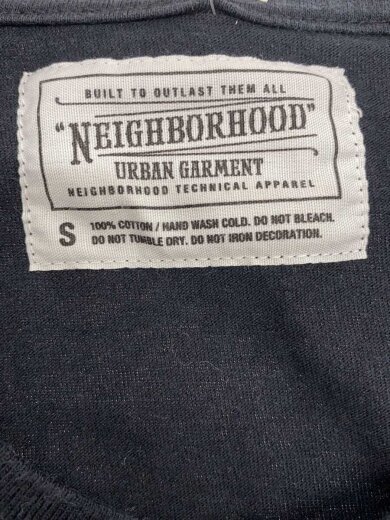 BUILT TO OUTLAST THEM ALL
"NEIGHBORHOOD"
URBAN GARMENT
NEIGHBORHOOD TECHNICAL APPAREL
S
100% COTTON / HAND WASH COLD. DO NOT BLEACH.
DO NOT TUMBLE DRY. DO NOT IRON DECORATION.